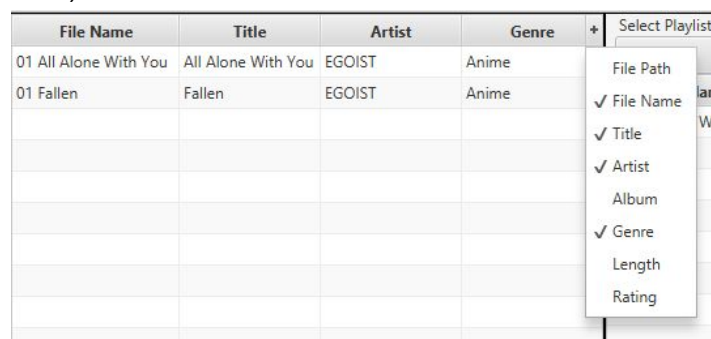 File Name Title Artist Genre + Select Playlist
01 All Alone With You All Alone With You EGOIST Anime
01 Fallen Fallen EGOIST Anime
File Path
File Name
Title
Artist
Album
Genre
Length
Rating